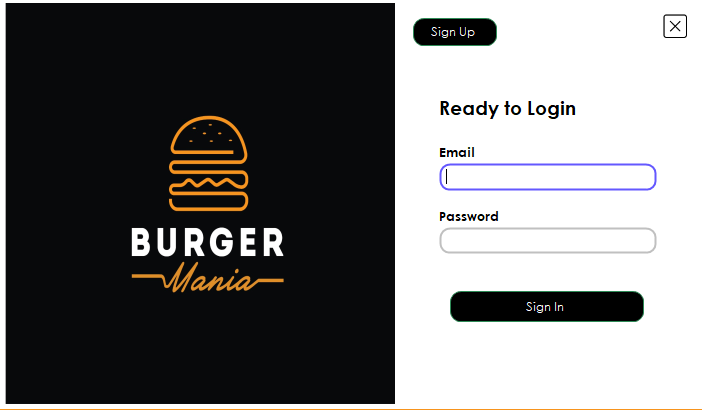 BURGER
Mania
Sign Up
Ready to Login
Email
Password
Sign In